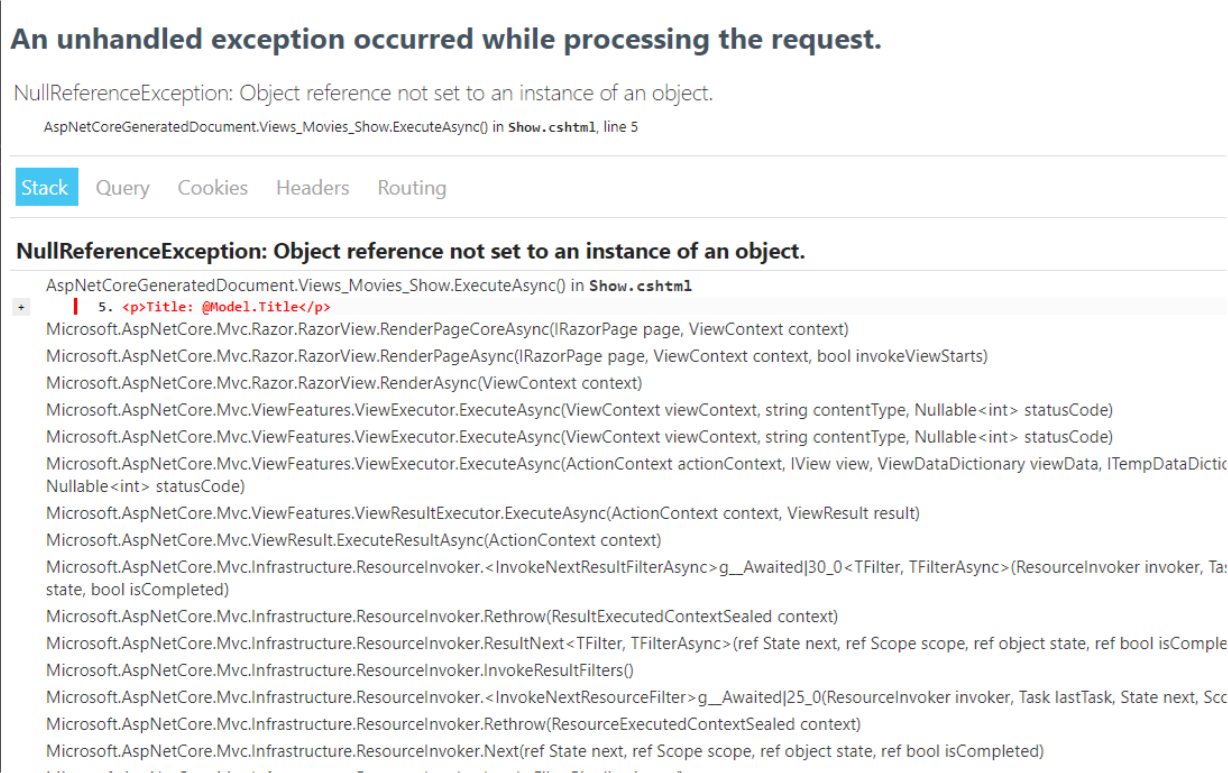 An unhandled exception occurred while processing the request.
NullReferenceException: Object reference not set to an instance of an object.
AspNetCoreGeneratedDocument.Views_Movies_Show.ExecuteAsync() in Show.cshtml, line 5
Stack Query Cookies Headers Routing
NullReferenceException: Object reference not set to an instance of an object.
AspNetCoreGeneratedDocument.Views_Movies_Show.ExecuteAsync() in Show.cshtml
+ 5. <p>Title: @Model.Title</p>
Microsoft.AspNetCore.Mvc.Razor.RazorView.RenderPageCoreAsync(IRazorPage page, ViewContext context)
Microsoft.AspNetCore.Mvc.Razor.RazorView.RenderPageAsync(IRazorPage page, ViewContext context, bool invokeViewStarts)
Microsoft.AspNetCore.Mvc.Razor.RazorView.RenderAsync(ViewContext context)
Microsoft.AspNetCore.Mvc.ViewFeatures.ViewExecutor.ExecuteAsync(ViewContext viewContext, string contentType, Nullable<int> statusCode)
Microsoft.AspNetCore.Mvc.ViewFeatures.ViewExecutor.ExecuteAsync(ViewContext viewContext, string contentType, Nullable<int> statusCode)
Microsoft.AspNetCore.Mvc.ViewFeatures.ViewExecutor.ExecuteAsync(ActionContext actionContext, IView view, ViewDataDictionary viewData, ITempDataDictio
Nullable<int> statusCode)
Microsoft.AspNetCore.Mvc.ViewFeatures.ViewResultExecutor.ExecuteAsync(ActionContext context, ViewResult result)
Microsoft.AspNetCore.Mvc.ViewResult.ExecuteResultAsync(ActionContext context)
Microsoft.AspNetCore.Mvc.Infrastructure.ResourceInvoker.<InvokeNextResultFilterAsync>g__Awaited|30_0<TFilter, TFilterAsync>(ResourceInvoker invoker, Tas
state, bool isCompleted)
Microsoft.AspNetCore.Mvc.Infrastructure.ResourceInvoker.Rethrow(ResultExecutedContextSealed context)
Microsoft.AspNetCore.Mvc.Infrastructure.ResourceInvoker.ResultNext<TFilter, TFilterAsync>(ref State next, ref Scope scope, ref object state, ref bool isComple
Microsoft.AspNetCore.Mvc.Infrastructure.ResourceInvoker.InvokeResultFilters()
Microsoft.AspNetCore.Mvc.Infrastructure.ResourceInvoker.<InvokeNextResourceFilter>g__Awaited|25_0(ResourceInvoker invoker, Task lastTask, State next, Sco
Microsoft.AspNetCore.Mvc.Infrastructure.ResourceInvoker.Rethrow(ResourceExecutedContextSealed context)
Microsoft.AspNetCore.Mvc.Infrastructure.ResourceInvoker.Next(ref State next, ref Scope scope, ref object state, ref bool isCompleted)